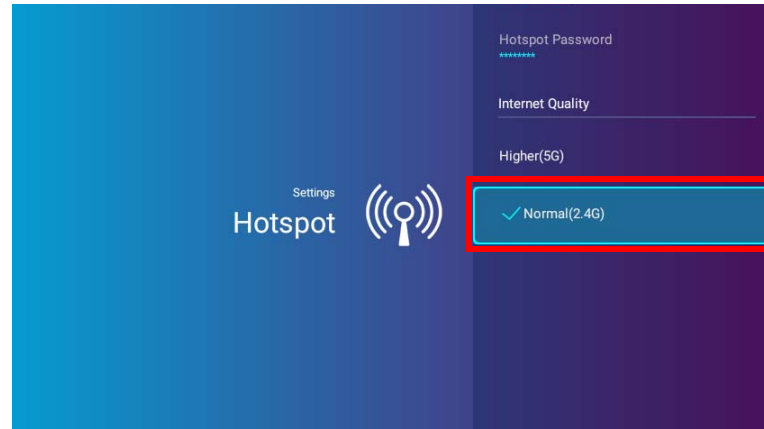 Settings
Hotspot
Hotspot Password
********
Internet Quality
Higher(5G)
Normal(2.4G)